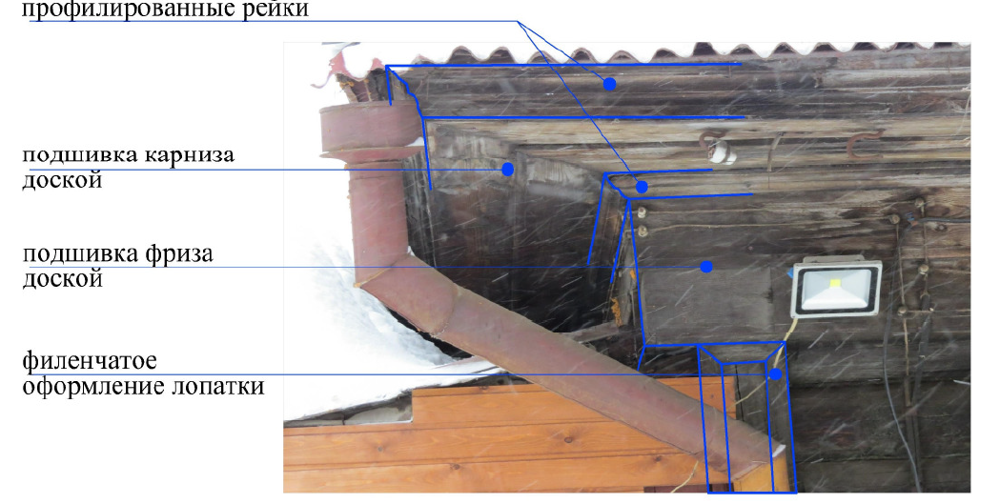 профилированные рейки
подшивка карниза
доской
подшивка фриза
доской
филенчатое
оформление лопатки